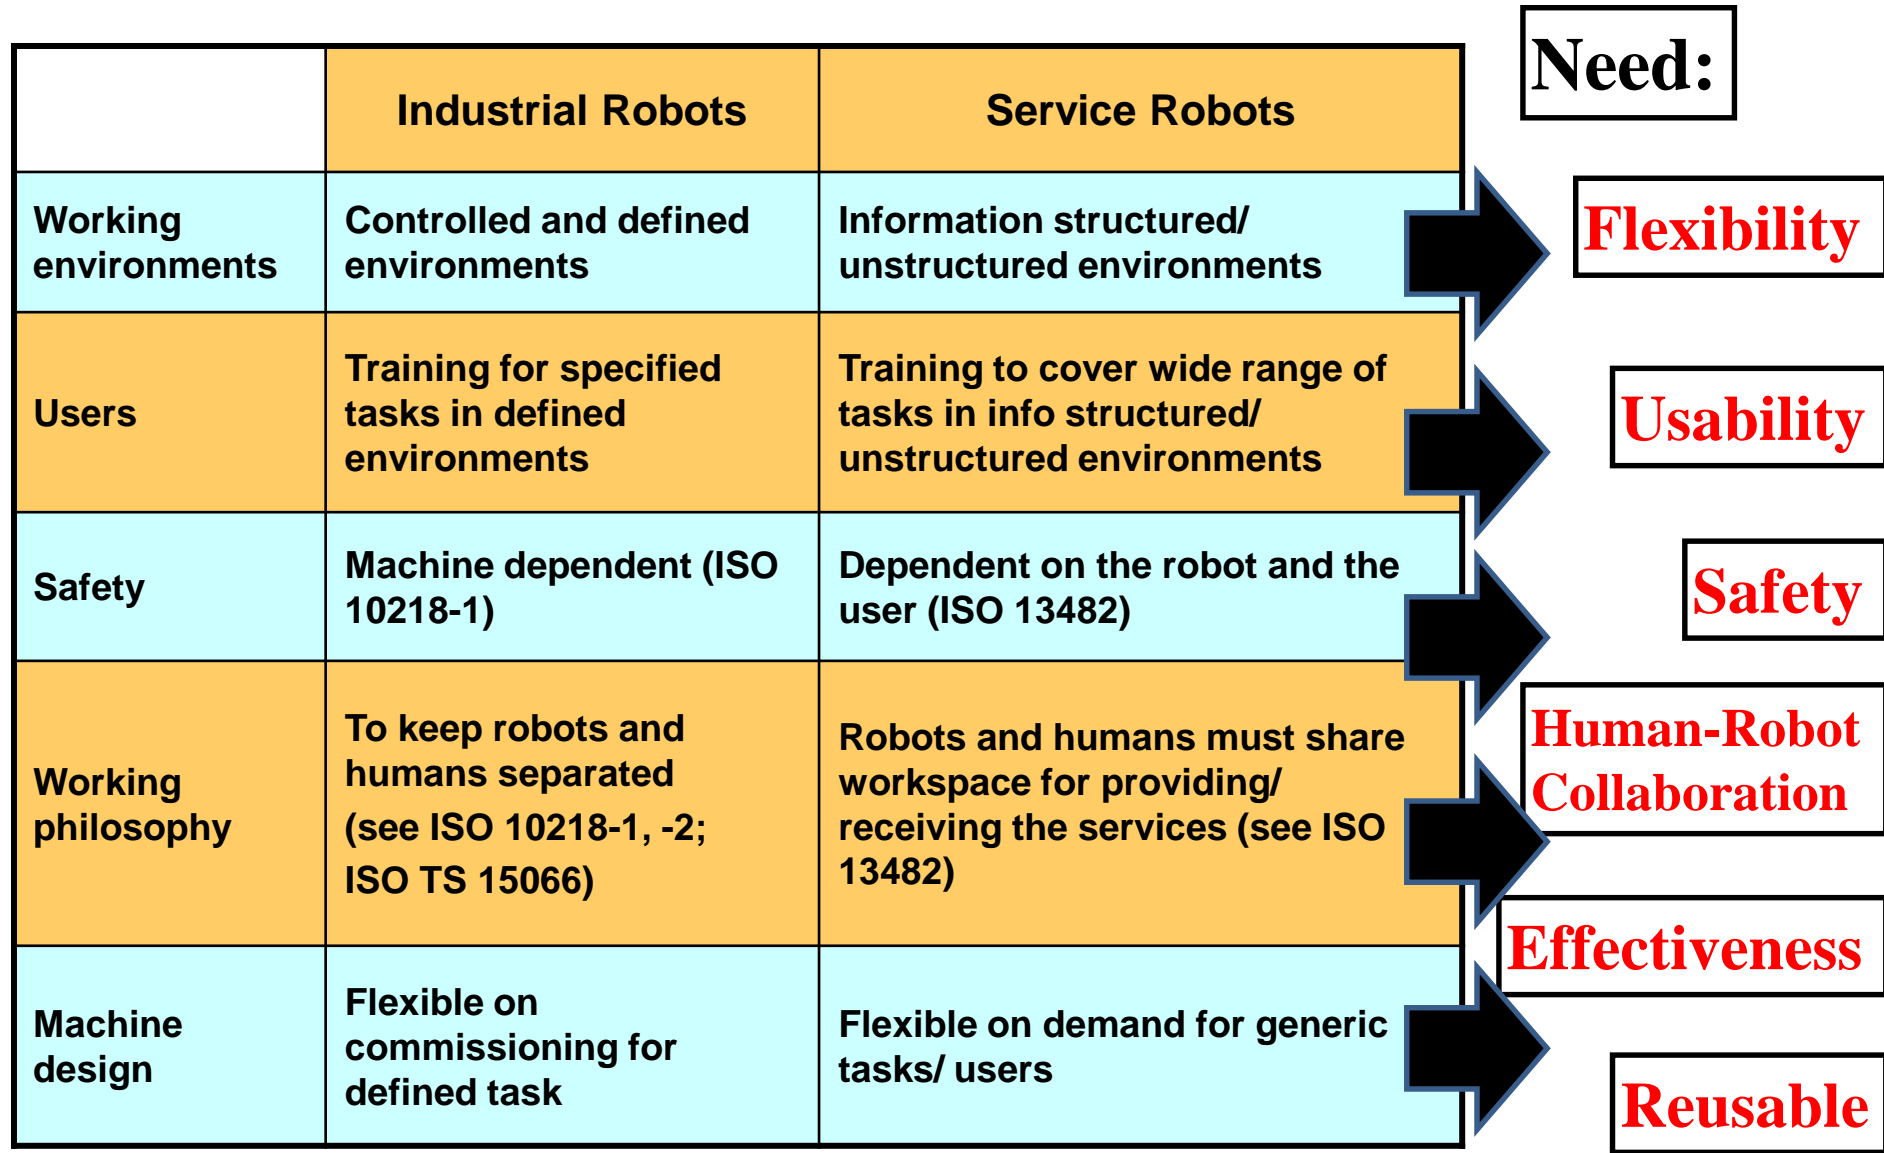 Need:
Industrial Robots
Service Robots
Working
environments
Controlled and defined
environments
Information structured/
unstructured environments
Flexibility
Users
Training for specified
tasks in defined
environments
Training to cover wide range of
tasks in info structured/
unstructured environments
Usability
Safety
Machine dependent (ISO
10218-1)
Dependent on the robot and the
user (ISO 13482)
Safety
Working
philosophy
To keep robots and
humans separated
(see ISO 10218-1, -2;
ISO TS 15066)
Robots and humans must share
workspace for providing/
receiving the services (see ISO
13482)
Human-Robot
Collaboration
Effectiveness
Machine
design
Flexible on
commissioning for
defined task
Flexible on demand for generic
tasks/ users
Reusable